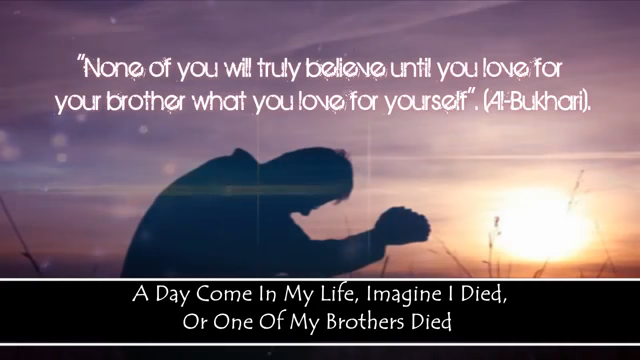 "None of you will truly believe until you love for
your brother what you love for yourself". (Al-Bukhari).
A Day Come In My Life, Imagine I Died,
Or One Of My Brothers Died